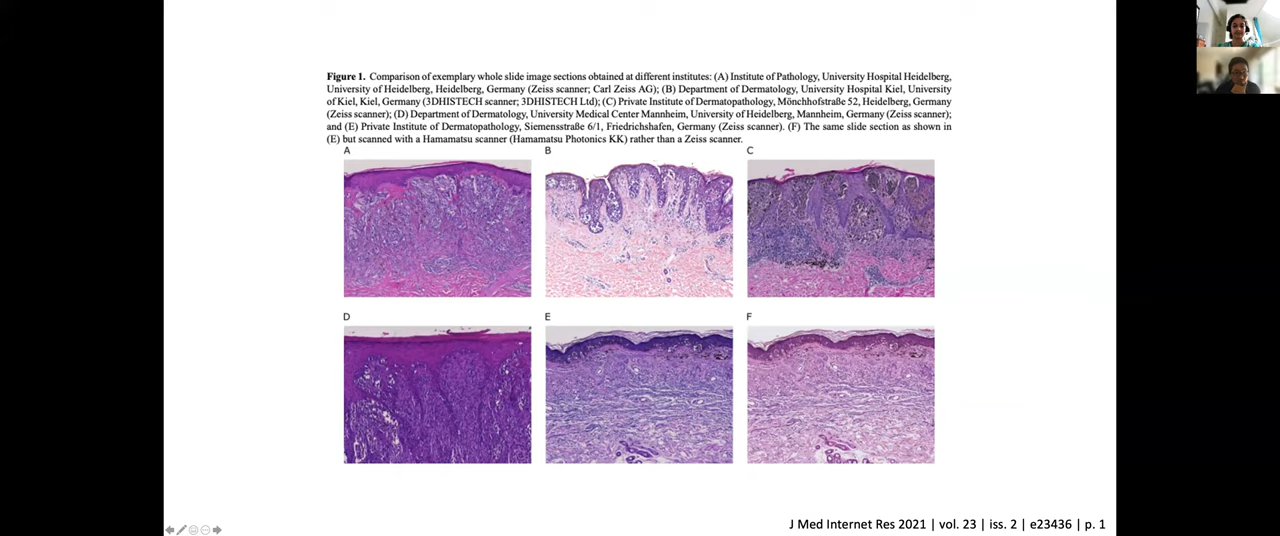 Figure 1. Comparison of exemplary whole slide image sections obtained at different institutes: (A) Institute of Pathology, University Hospital Heidelberg,
University of Heidelberg, Heidelberg, Germany (Zeiss scanner; Carl Zeiss AG); (B) Department of Dermatology, University Hospital Kiel, University
of Kiel, Kiel, Germany (3DHISTECH scanner; 3DHISTECH Ltd); (C) Private Institute of Dermatopathology, Mönchhofstraße 52, Heidelberg, Germany
(Zeiss scanner); (D) Department of Dermatology, University Medical Center Mannheim, University of Heidelberg, Mannheim, Germany (Zeiss scanner);
and (E) Private Institute of Dermatopathology, Siemensstraße 6/1, Friedrichshafen, Germany (Zeiss scanner). (F) The same slide section as shown in
(E) but scanned with a Hamamatsu scanner (Hamamatsu Photonics KK) rather than a Zeiss scanner.
A B C
D E F
J Med Internet Res 2021 | vol. 23 | iss. 2 | e23436 | p. 1